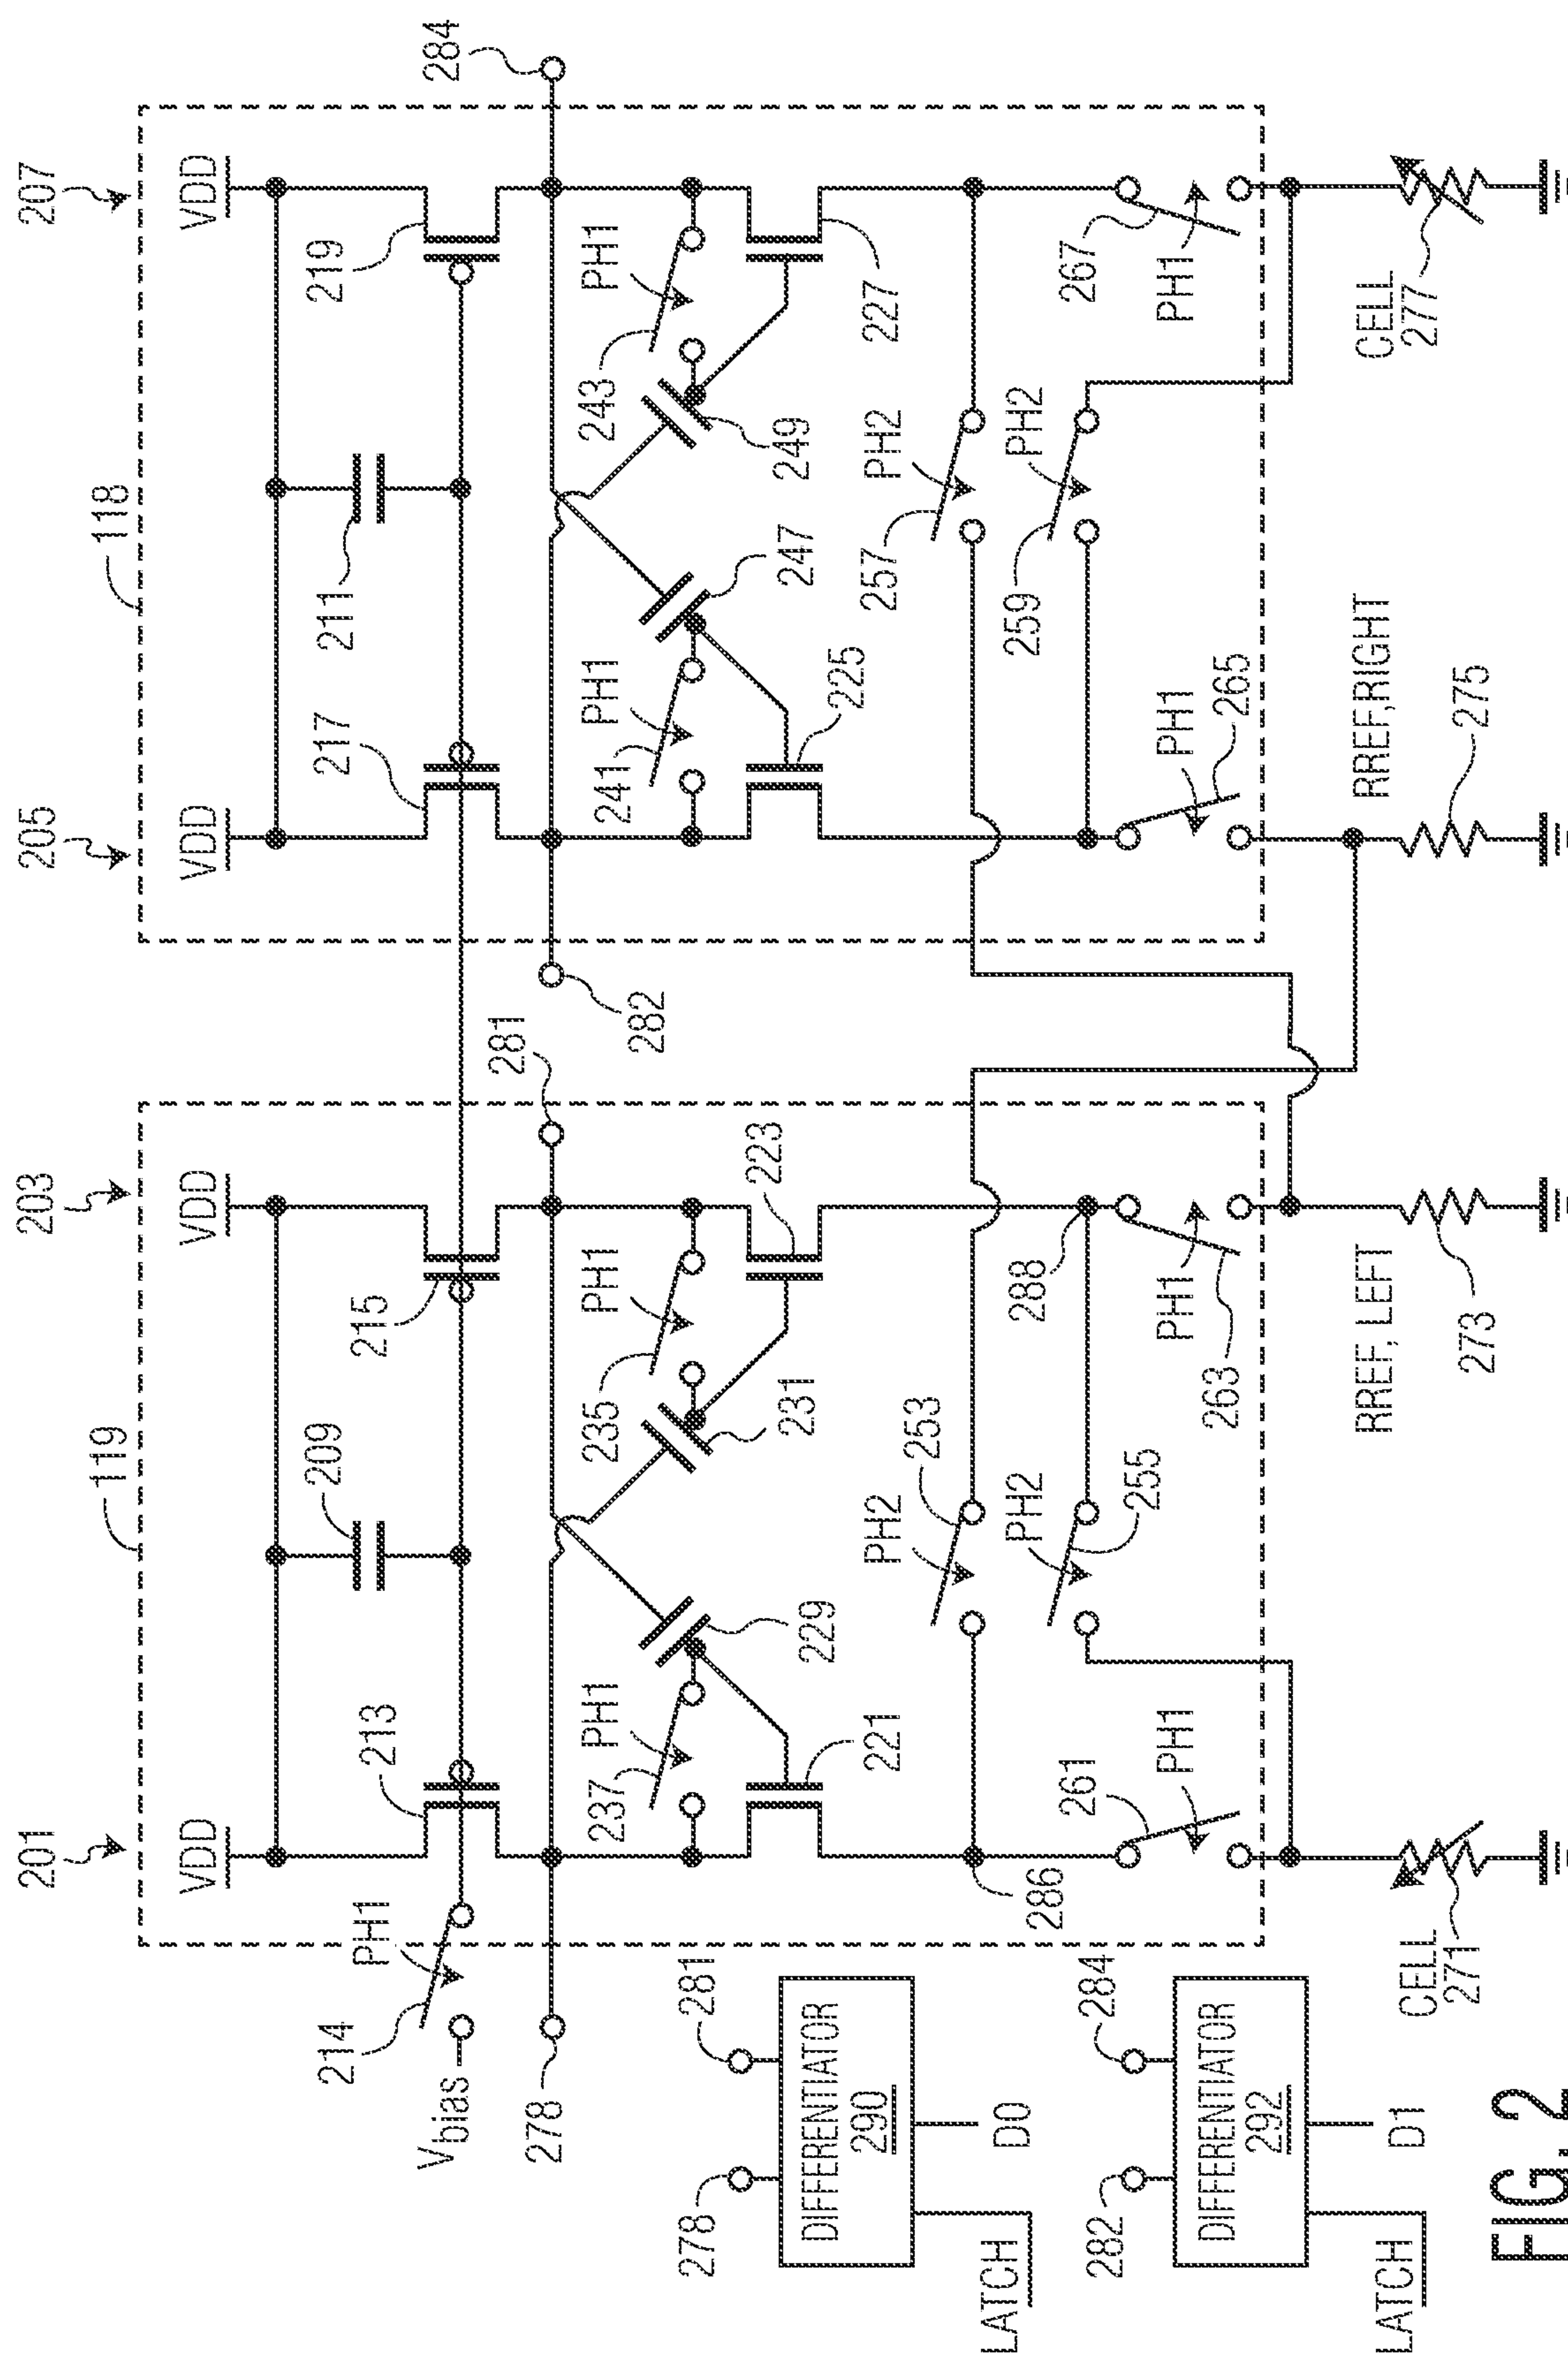 201
203
205
207
119
118
VDD
VDD
VDD
VDD
209
211
213
215
217
219
214
PH1
Vbias
278
281
282
284
237
PH1
235
PH1
241
PH1
243
PH1
229
231
247
249
221
223
225
227
PH2
253
PH2
257
PH2
255
PH2
259
286
288
261
PH1
263
PH1
PH1
265
267
PH1
CELL
271
RREF, LEFT
273
RREF,RIGHT
275
CELL
277
278
281
DIFFERENTIATOR
290
LATCH
D0
282
284
DIFFERENTIATOR
292
LATCH
D1
FIG. 2